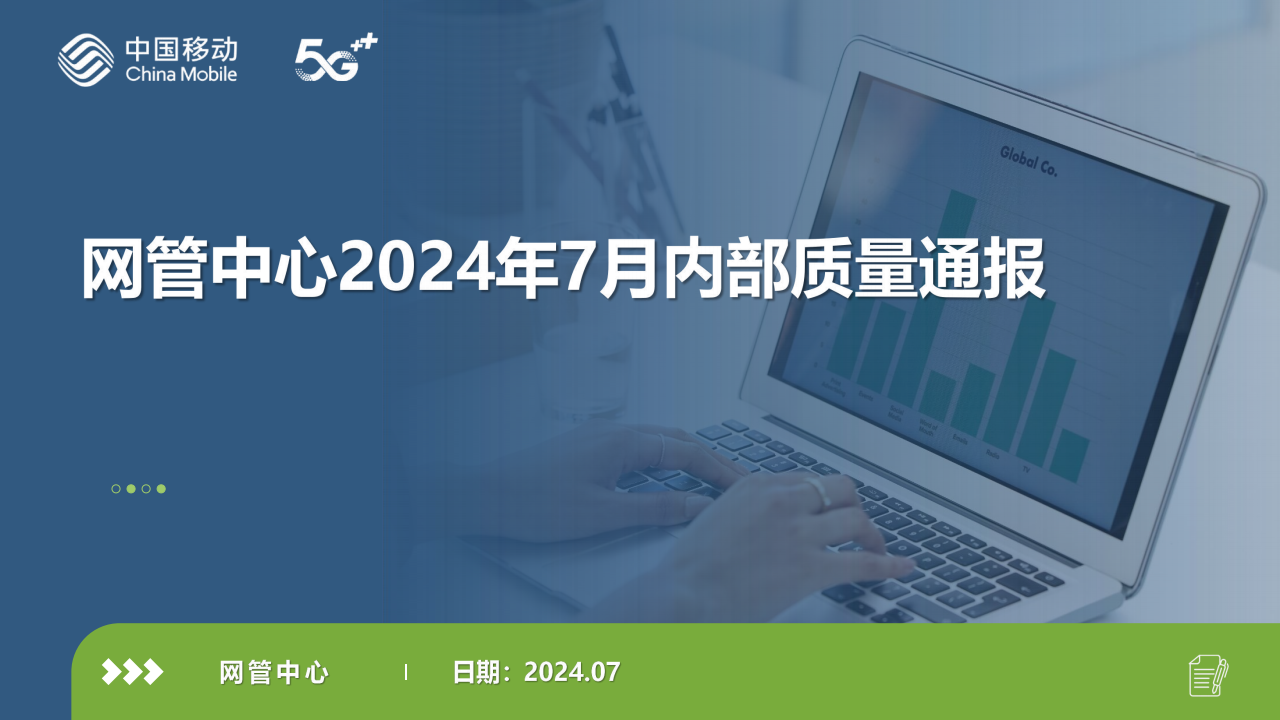 中国移动
China Mobile
5G++
网管中心2024年7月内部质量通报
Global Co.
网管中心
日期：2024.07